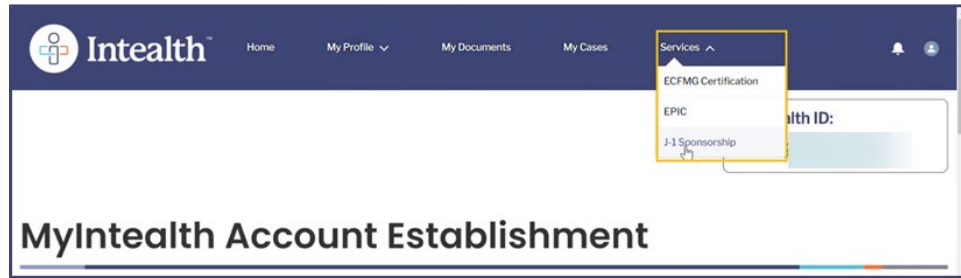 Intealth™ Home My Profile My Documents My Cases Services
ECFMG Certification
EPIC
J-1 Sponsorship
alth ID:
MyIntealth Account Establishment